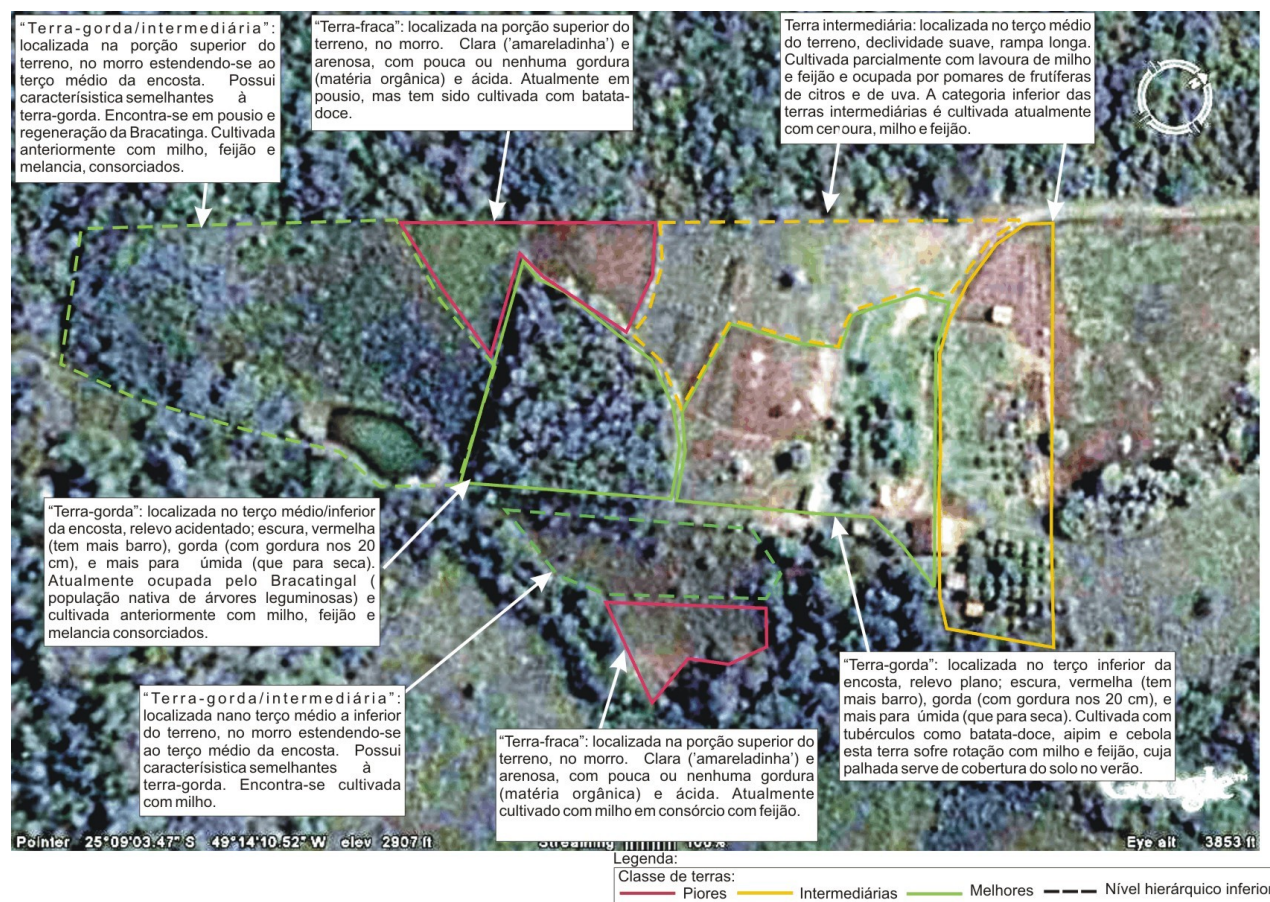 “Terra-gorda/intermediária”:
localizada na porção superior do
terreno, no morro estendendo-se ao
terço médio da encosta. Possui
caracterísistica semelhantes à
terra-gorda. Encontra-se em pousio e
regeneração da Bracatinga. Cultivada
anteriormente com milho, feijão e
melancia, consorciados.
“Terra-fraca”: localizada na porção superior do
terreno, no morro. Clara (’amareladinha’) e
arenosa, com pouca ou nenhuma gordura
(matéria orgânica) e ácida. Atualmente em
pousio, mas tem sido cultivada com batata-
doce.
Terra intermediária: localizada no terço médio
do terreno, declividade suave, rampa longa.
Cultivada parcialmente com lavoura de milho
e feijão e ocupada por pomares de frutíferas
de citros e de uva. A categoria inferior das
terras intermediárias é cultivada atualmente
com cenoura, milho e feijão.
“Terra-gorda”: localizada no terço médio/inferior
da encosta, relevo acidentado; escura, vermelha
(tem mais barro), gorda (com gordura nos 20
cm), e mais para úmida (que para seca).
Atualmente ocupada pelo Bracatingal (
população nativa de árvores leguminosas) e
cultivada anteriormente com milho, feijão e
melancia consorciados.
“Terra-gorda/intermediária”:
localizada nano terço médio a inferior
do terreno, no morro estendendo-se
ao terço médio da encosta. Possui
caracterísistica semelhantes à
terra-gorda. Encontra-se cultivada
com milho.
“Terra-fraca”: localizada na porção superior do
terreno, no morro. Clara (’amareladinha’) e
arenosa, com pouca ou nenhuma gordura
(matéria orgânica) e ácida. Atualmente
cultivado com milho em consórcio com feijão.
“Terra-gorda”: localizada no terço inferior da
encosta, relevo plano; escura, vermelha (tem
mais barro), gorda (com gordura nos 20 cm), e
mais para úmida (que para seca). Cultivada com
tubérculos como batata-doce, aipim e cebola
esta terra sofre rotação com milho e feijão, cuja
palhada serve de cobertura do solo no verão.
Google
Pointer 25°09'03.47" S 49°14'10.52" W elev 2907 ft
Streaming 100%
Eye alt 3853 ft
Legenda:
Classe de terras:
Piores Intermediárias Melhores Nível hierárquico inferior